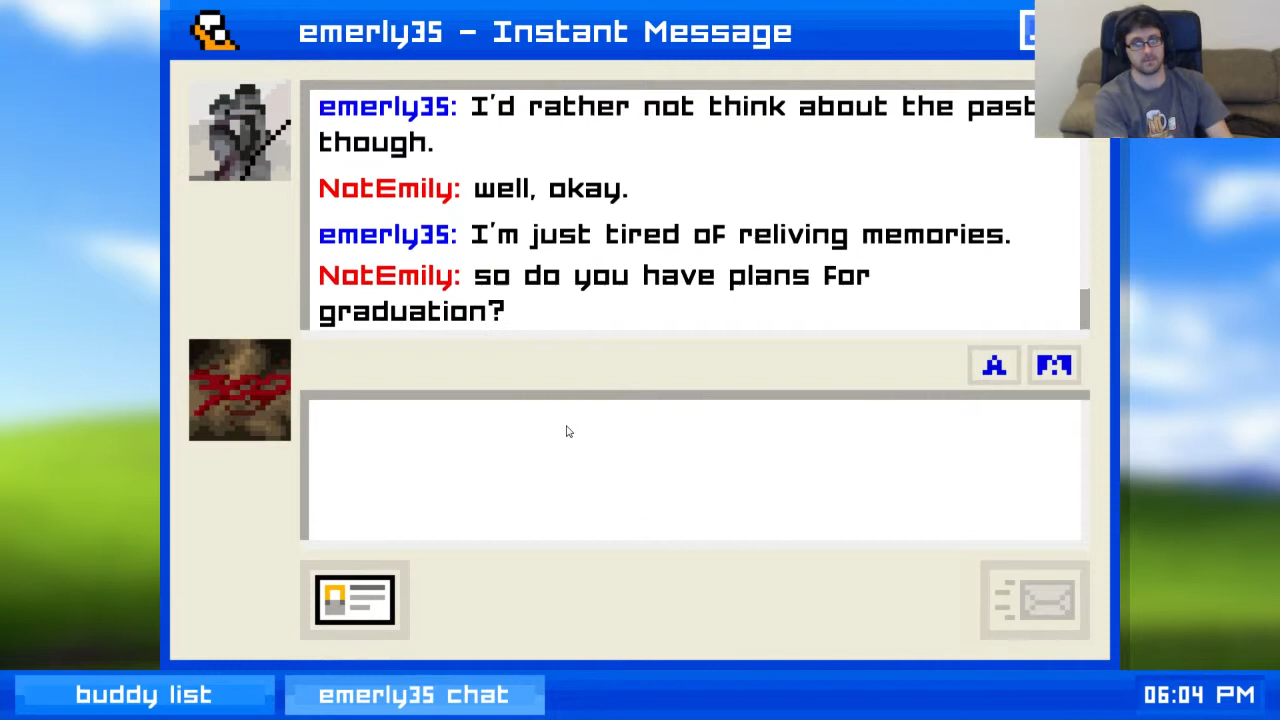 emerly35 - Instant Message
emerly35: I'd rather not think about the past
though.
NotEmily: well, okay.
emerly35: I'm just tired of reliving memories.
NotEmily: so do you have plans for
graduation?
A
buddy list
emerly35 chat
06:04 PM